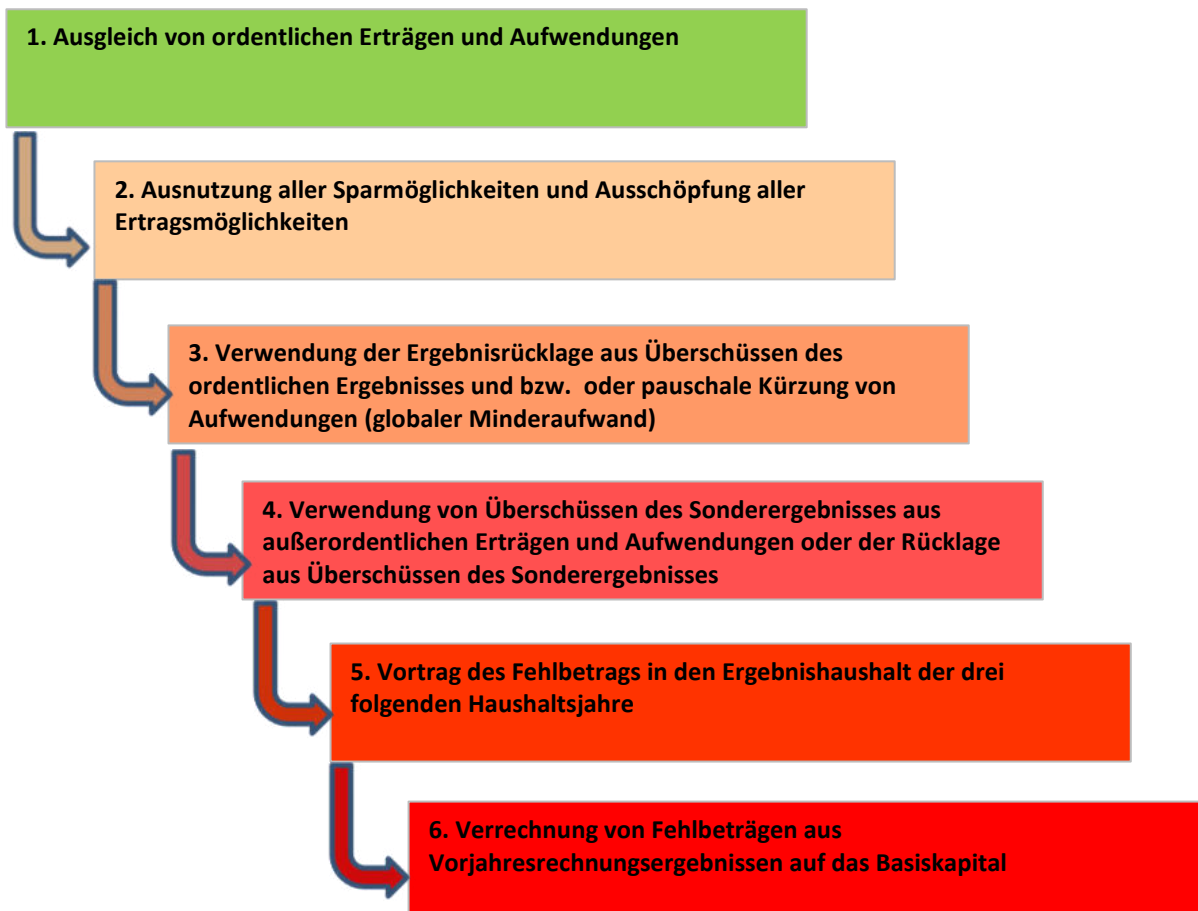 1. Ausgleich von ordentlichen Erträgen und Aufwendungen
2. Ausnutzung aller Sparmöglichkeiten und Ausschöpfung aller
Ertragsmöglichkeiten
3. Verwendung der Ergebnisrücklage aus Überschüssen des
ordentlichen Ergebnisses und bzw.  oder pauschale Kürzung von
Aufwendungen (globaler Minderaufwand)
4. Verwendung von Überschüssen des Sonderergebnisses aus
außerordentlichen Erträgen und Aufwendungen oder der Rücklage
aus Überschüssen des Sonderergebnisses
5. Vortrag des Fehlbetrags in den Ergebnishaushalt der drei
folgenden Haushaltsjahre
6. Verrechnung von Fehlbeträgen aus
Vorjahresrechnungsergebnissen auf das Basiskapital